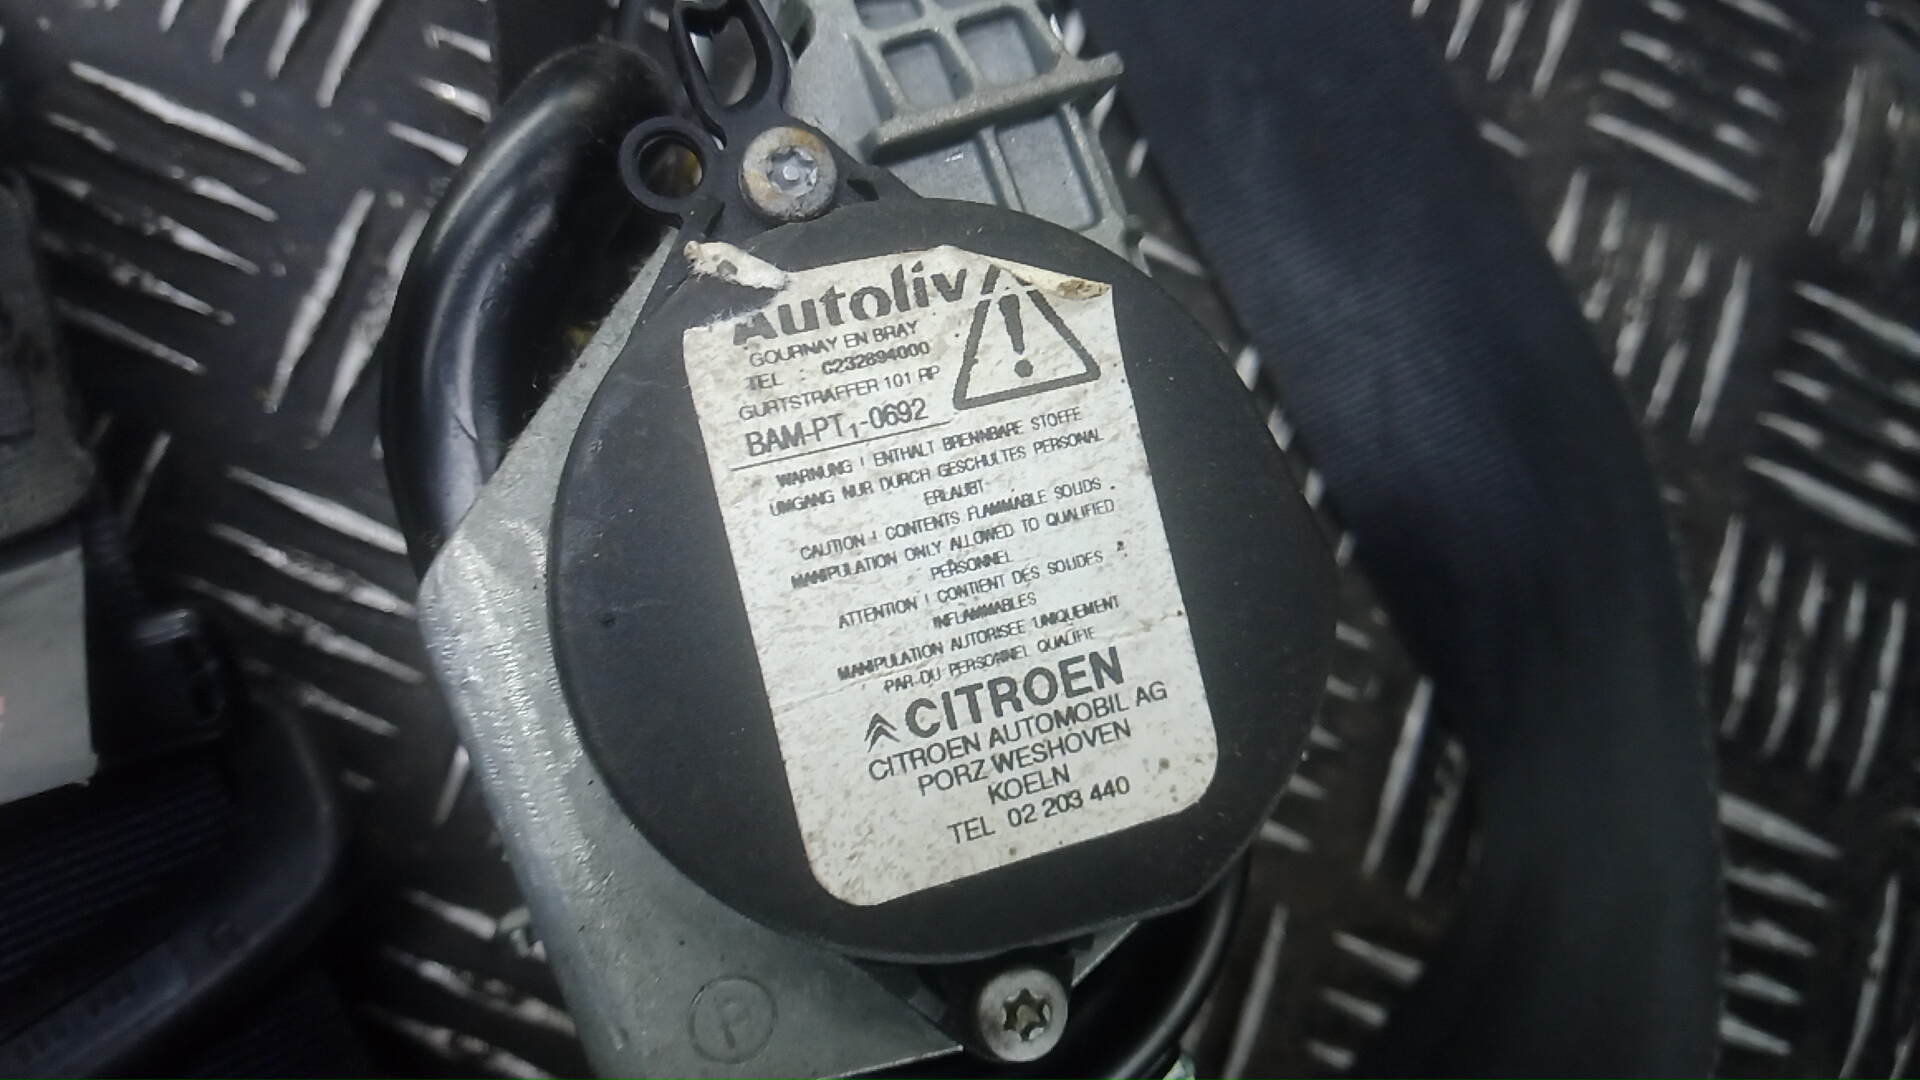 Autoliv
GOURNAY EN BRAY
TEL : 0232894000
GURTSTRAFFER 101 RP
BAM-PT1-0692
WARNUNG ! ENTHALT BRENNBARE STOFFE
UMGANG NUR DURCH GESCHULTES PERSONAL
ERLAUBT
CAUTION ! CONTENTS FLAMMABLE SOLIDS .
MANIPULATION ONLY ALLOWED TO QUALIFIED
PERSONNEL
ATTENTION ! CONTIENT DES SOLIDES
INFLAMMABLES
MANIPULATION AUTORISEE UNIQUEMENT
PAR DU PERSONNEL QUALIFIE
CITROEN
CITROEN AUTOMOBIL AG
PORZ WESHOVEN
KOELN
TEL 02 203 440
P